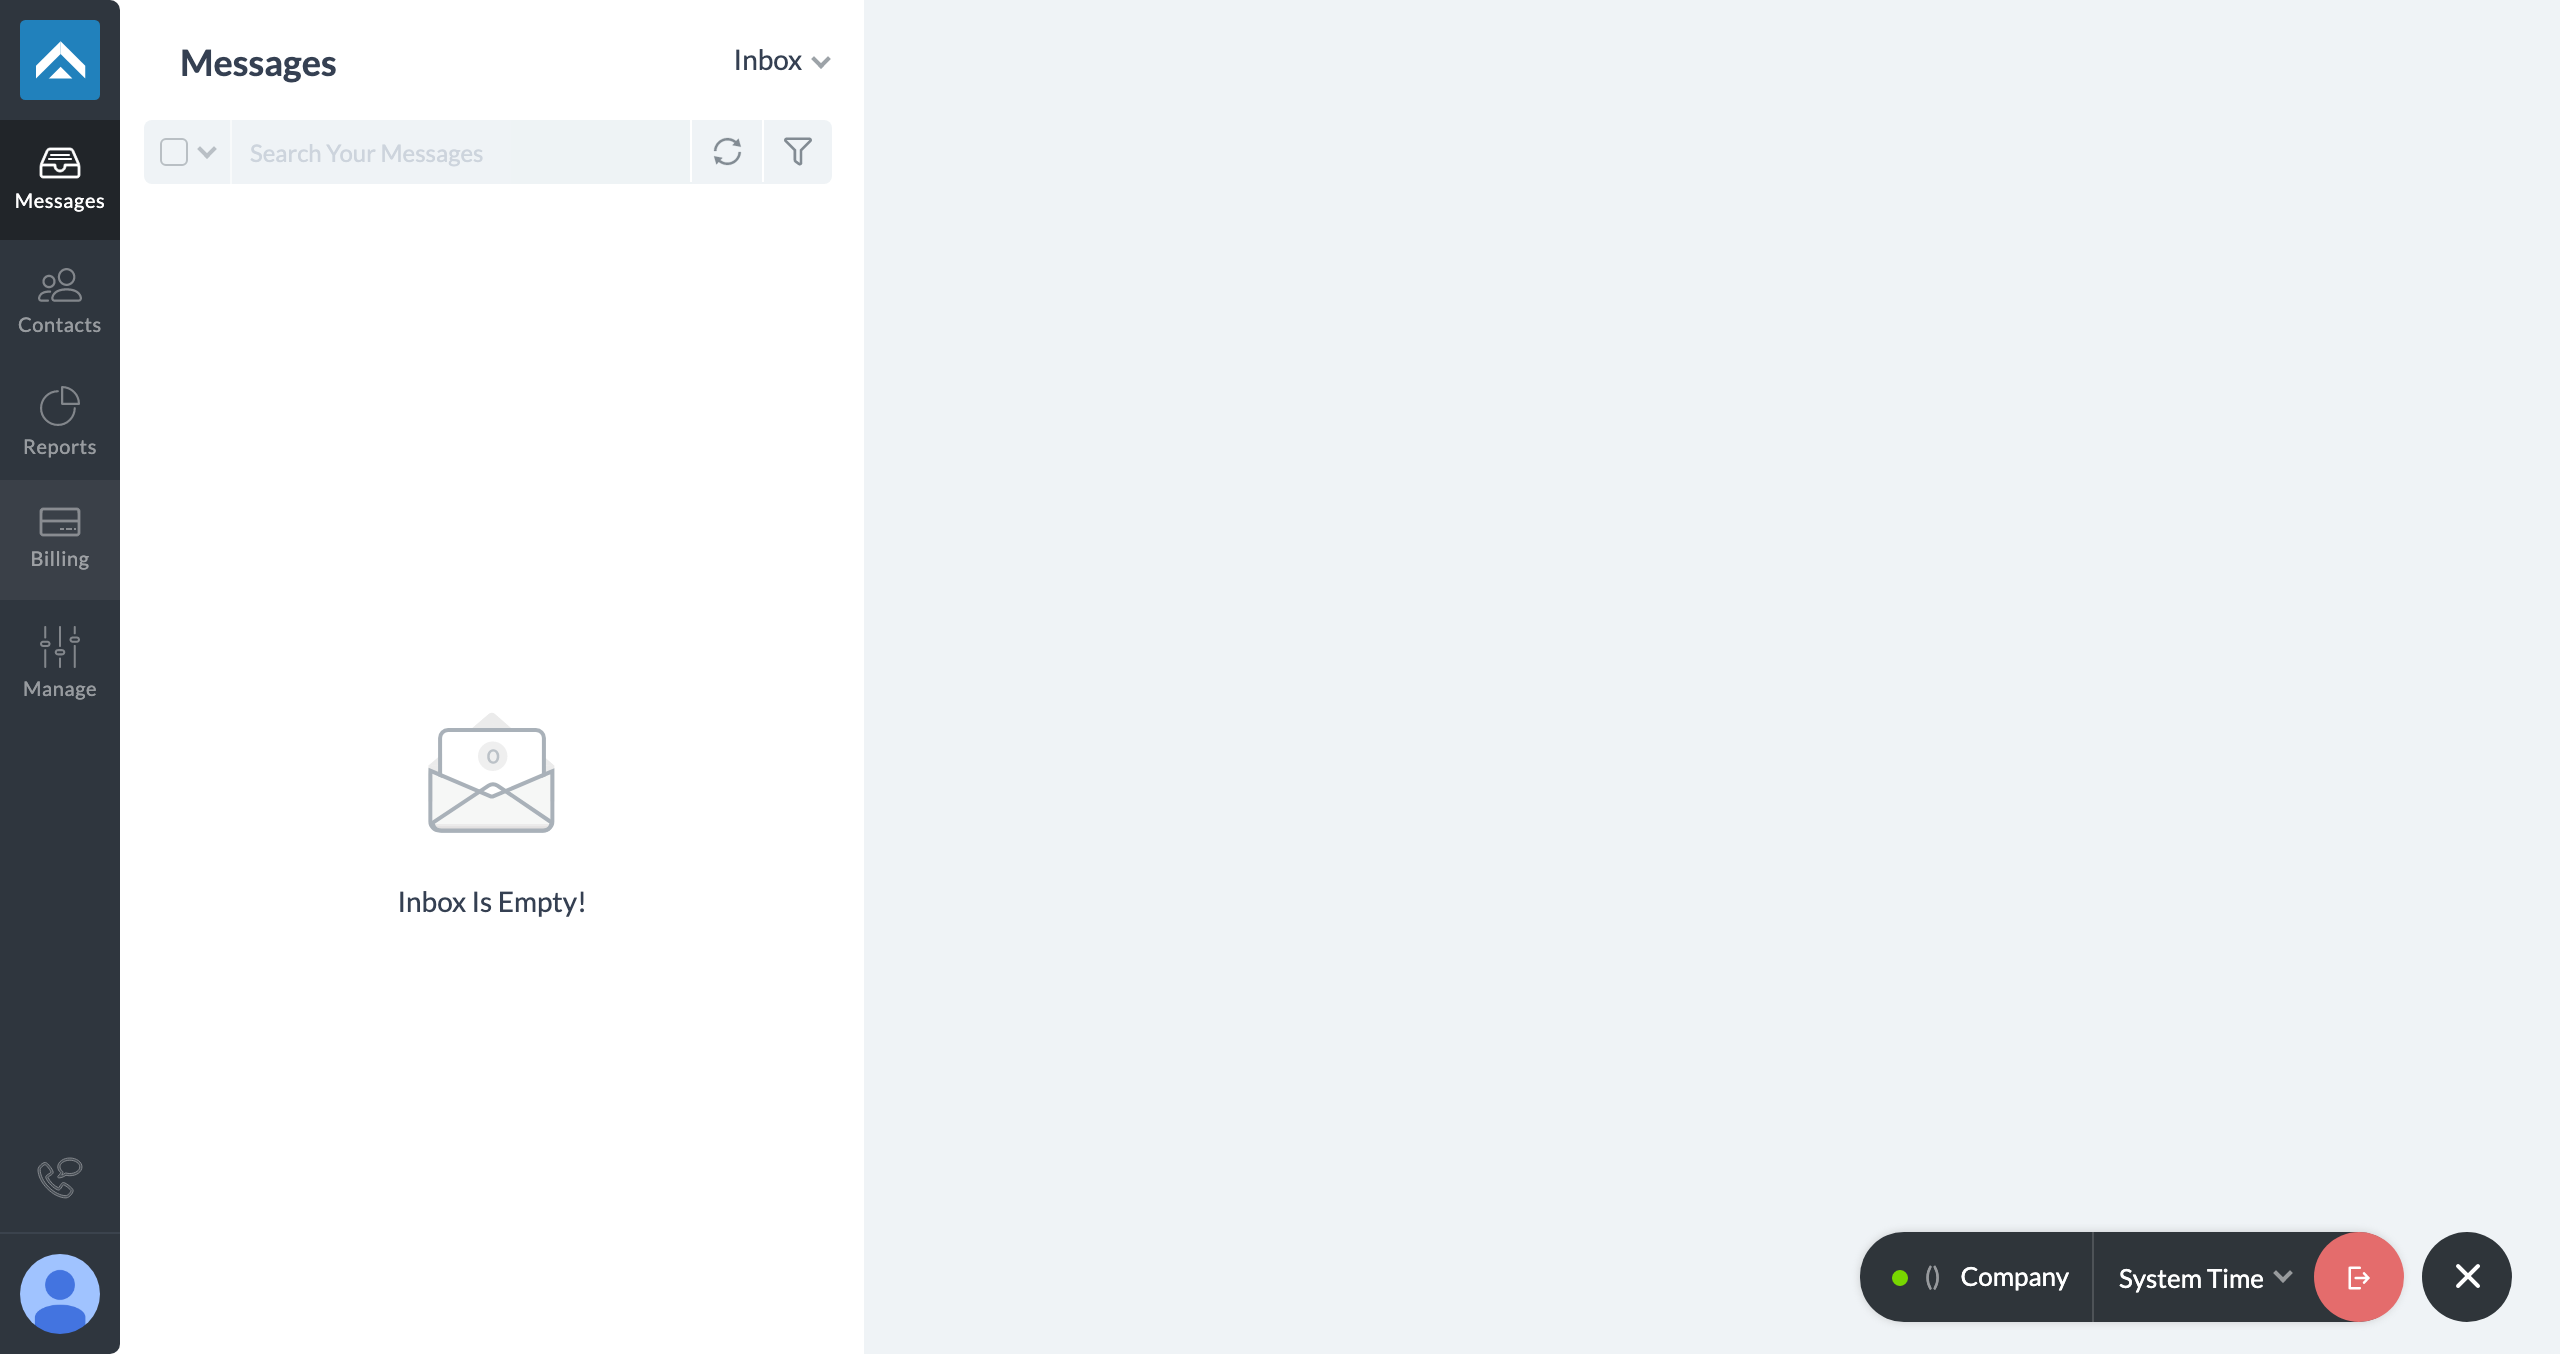 Messages
Contacts
Reports
Billing
Manage
Messages
Inbox
Search Your Messages
0
Inbox Is Empty!
() Company
System Time